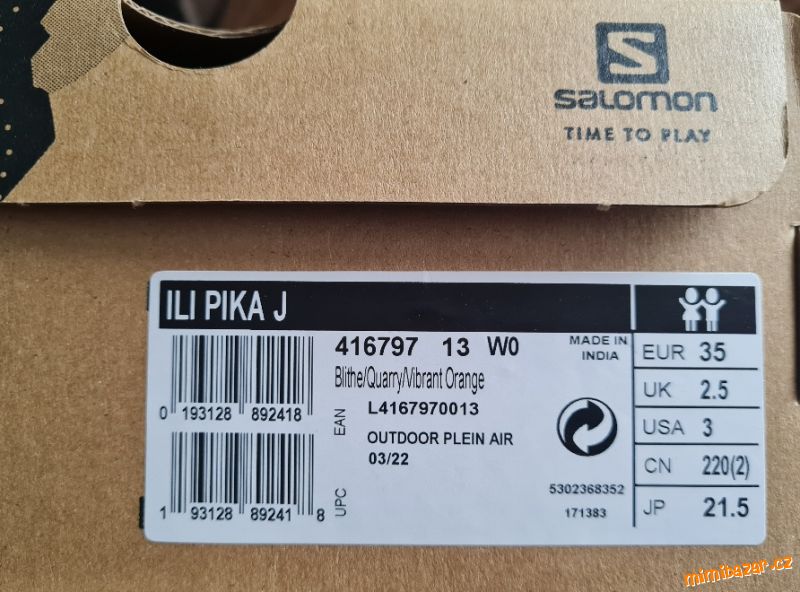 S
salomon
TIME TO PLAY
ILI PIKA J
416797 13 W0
MADE IN
INDIA
Blithe/Quarry/Vibrant Orange
L4167970013
EAN
0 193128 892418
OUTDOOR PLEIN AIR
03/22
UPC
1 93128 89241 8
5302368352
171383
EUR 35
UK 2.5
USA 3
CN 220(2)
JP 21.5
mimibazar.cz